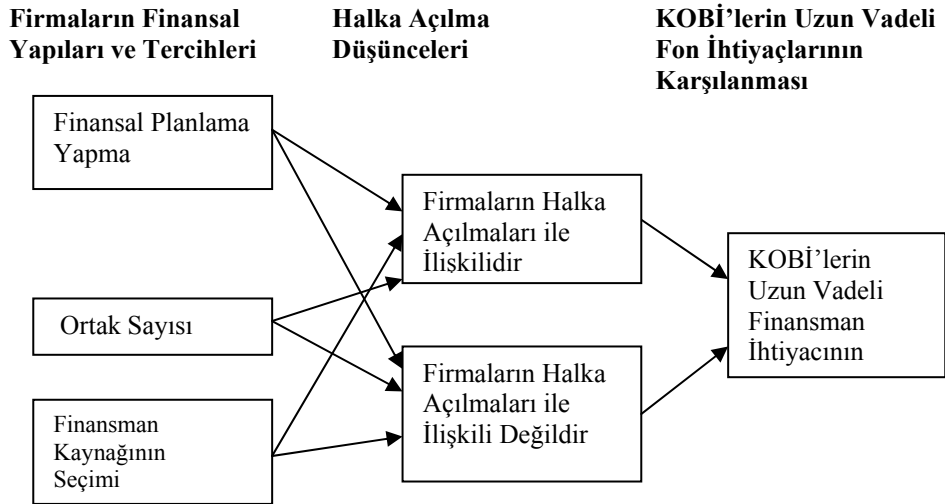 Firmaların Finansal
Yapıları ve Tercihleri
Halka Açılma
Düşünceleri
KOBİ’lerin Uzun Vadeli
Fon İhtiyaçlarının
Karşılanması
Finansal Planlama
Yapma
Ortak Sayısı
Finansman
Kaynağının
Seçimi
Firmaların Halka
Açılmaları ile
İlişkilidir
Firmaların Halka
Açılmaları ile
İlişkili Değildir
KOBİ’lerin
Uzun Vadeli
Finansman
İhtiyacının